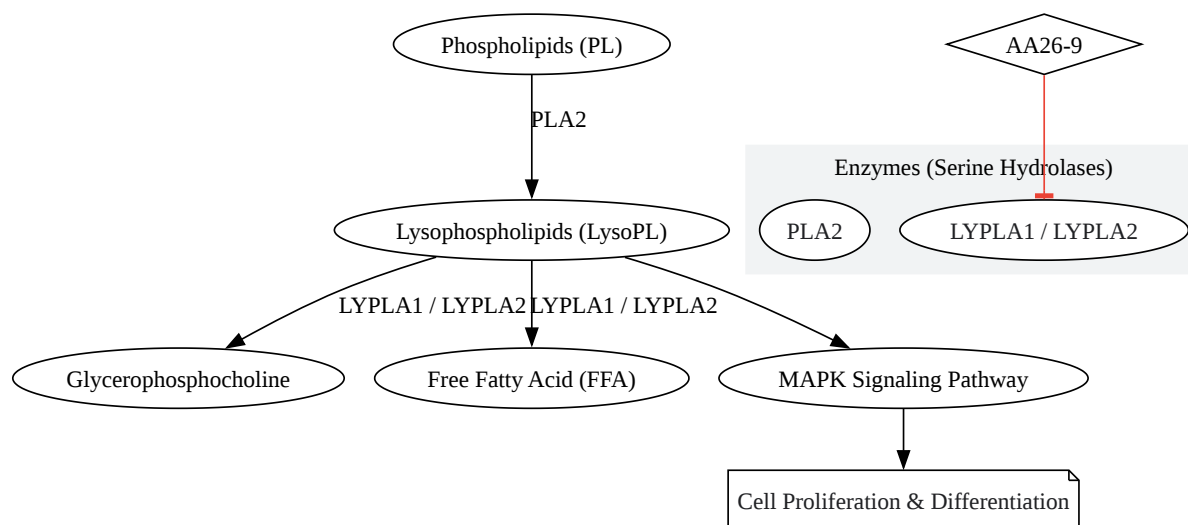 Phospholipids (PL)
AA26-9
PLA2
Enzymes (Serine Hydrolases)
Lysophospholipids (LysoPL)
PLA2
LYPLA1 / LYPLA2
LYPLA1 / LYPLA2
LYPLA1 / LYPLA2
Glycerophosphocholine
Free Fatty Acid (FFA)
MAPK Signaling Pathway
Cell Proliferation & Differentiation